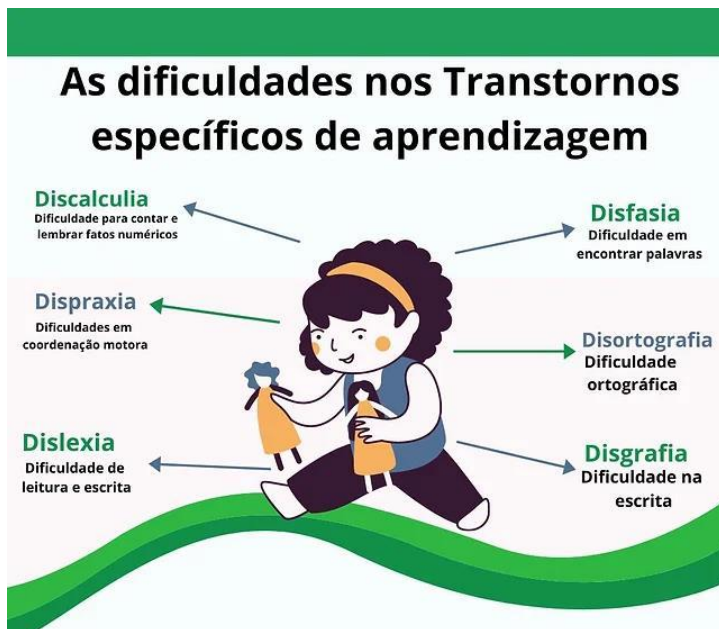 As dificuldades nos Transtornos
específicos de aprendizagem
Discalculia
Dificuldade para contar e
lembrar fatos numéricos
Disfasia
Dificuldade em
encontrar palavras
Dispraxia
Dificuldades em
coordenação motora
Disortografia
Dificuldade
ortográfica
Dislexia
Dificuldade de
leitura e escrita
Disgrafia
Dificuldade na
escrita